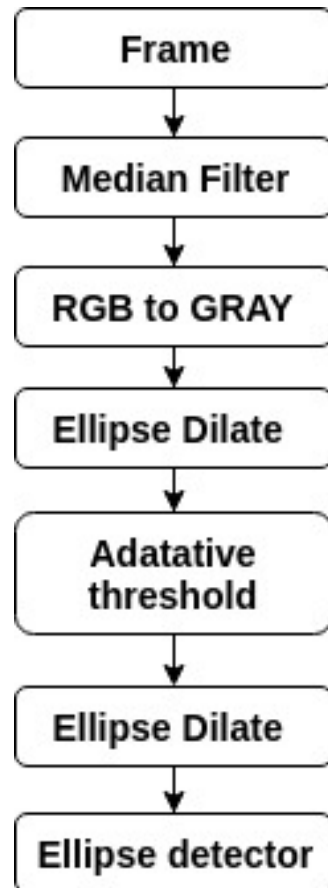 Frame
Median Filter
RGB to GRAY
Ellipse Dilate
Adatative
threshold
Ellipse Dilate
Ellipse detector